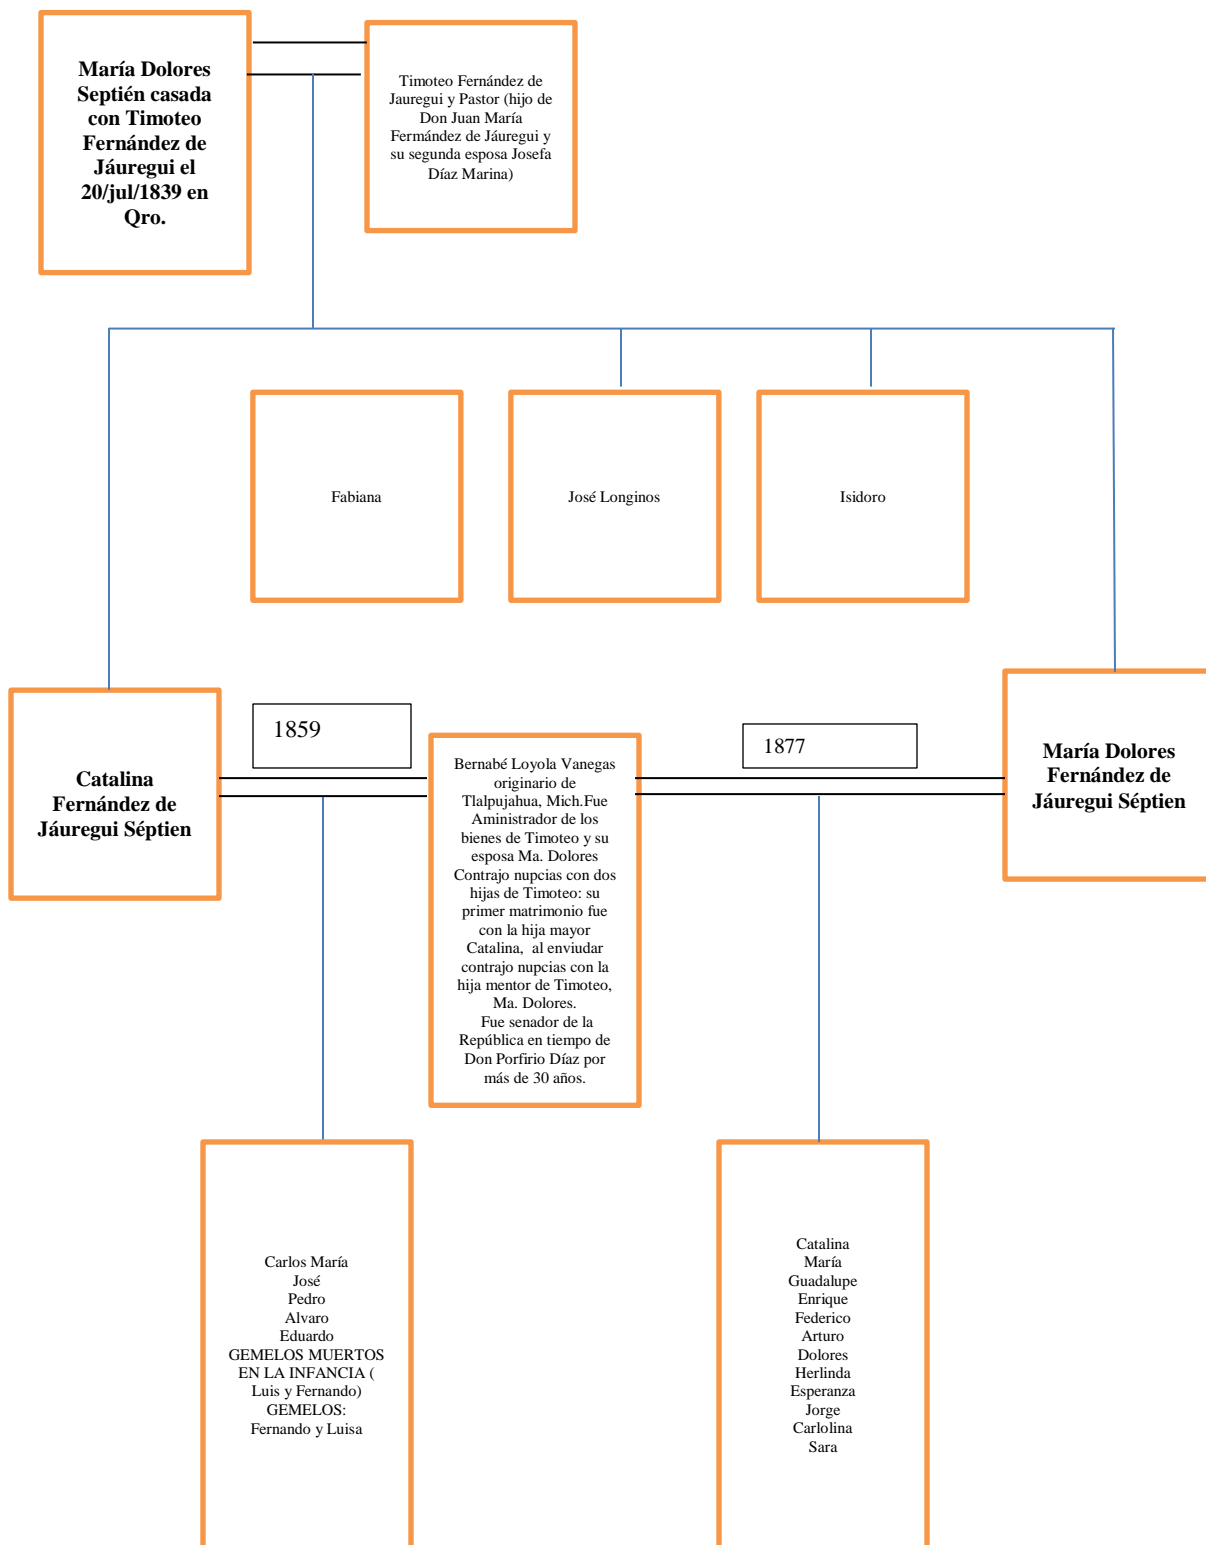 María Dolores
Septién casada
con Timoteo
Fernández de
Jáuregui el
20/jul/1839 en
Qro.
Timoteo Fernández de
Jauregui y Pastor (hijo de
Don Juan María
Fermández de Jáuregui y
su segunda esposa Josefa
Díaz Marina)
Fabiana
José Longinos
Isidoro
Catalina
Fernández de
Jáuregui Séptien
1859
Bernabé Loyola Vanegas
originario de
Tlalpujahua, Mich.Fue
Aministrador de los
bienes de Timoteo y su
esposa Ma. Dolores
Contrajo nupcias con dos
hijas de Timoteo: su
primer matrimonio fue
con la hija mayor
Catalina,  al enviudar
contrajo nupcias con la
hija mentor de Timoteo,
Ma. Dolores.
Fue senador de la
República en tiempo de
Don Porfirio Díaz por
más de 30 años.
1877
María Dolores
Fernández de
Jáuregui Séptien
Carlos María
José
Pedro
Alvaro
Eduardo
GEMELOS MUERTOS
EN LA INFANCIA (
Luis y Fernando)
GEMELOS:
Fernando y Luisa
Catalina
María
Guadalupe
Enrique
Federico
Arturo
Dolores
Herlinda
Esperanza
Jorge
Carlolina
Sara